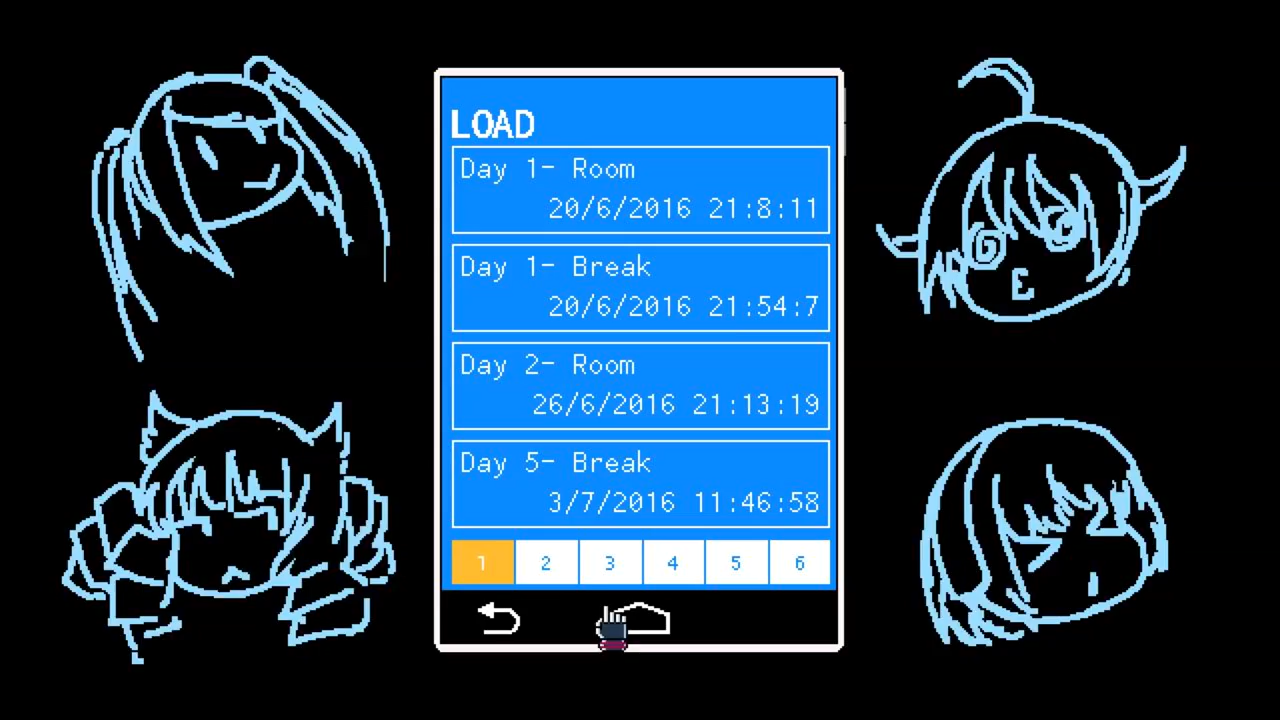 LOAD
Day 1- Room
20/6/2016 21:8:11
Day 1- Break
20/6/2016 21:54:7
Day 2- Room
26/6/2016 21:13:19
Day 5- Break
3/7/2016 11:46:58
1 2 3 4 5 6